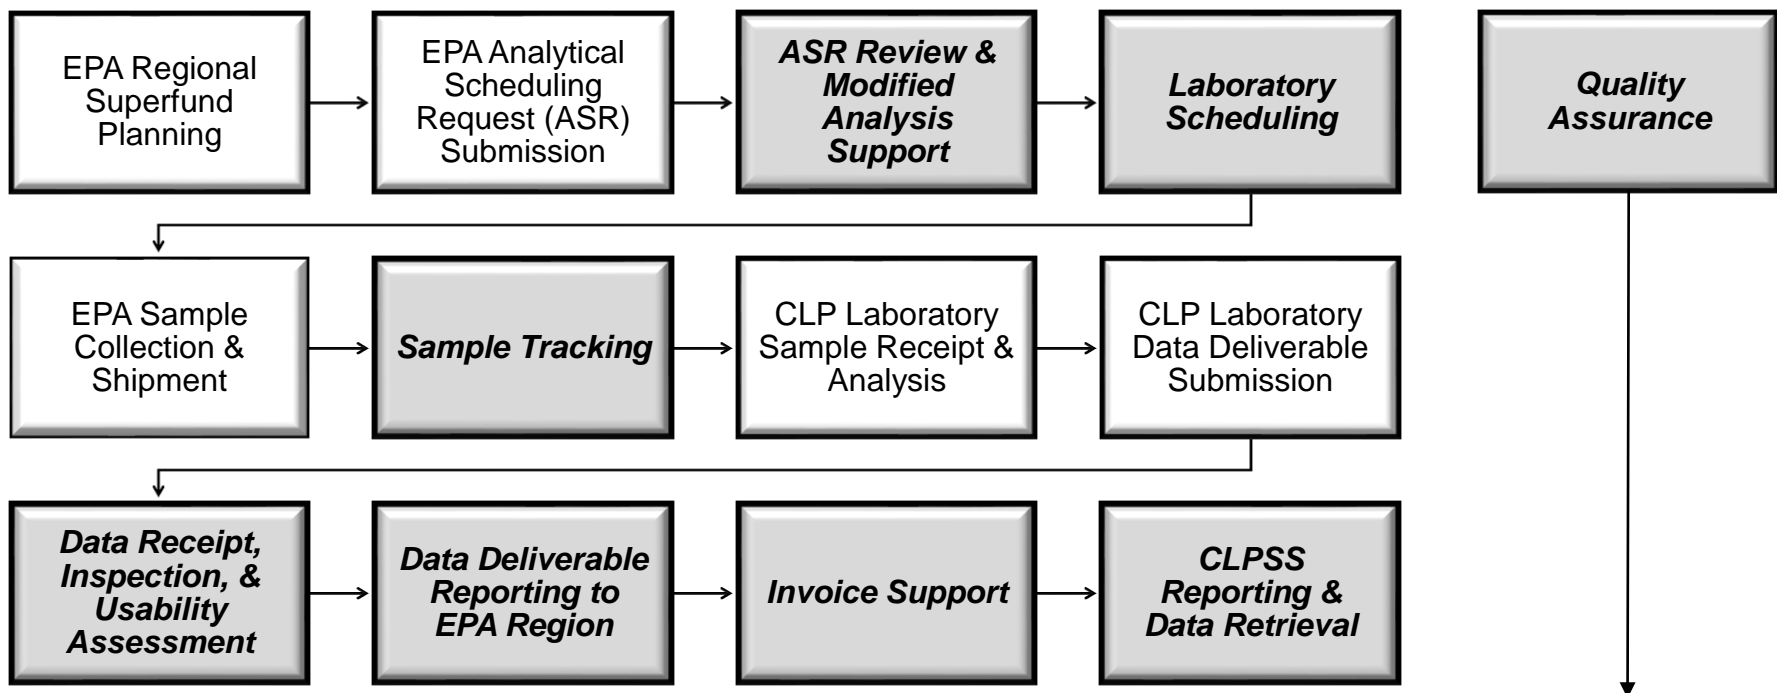 EPA Regional
Superfund
Planning
EPA Analytical
Scheduling
Request (ASR)
Submission
ASR Review &
Modified
Analysis
Support
Laboratory
Scheduling
Quality
Assurance
EPA Sample
Collection &
Shipment
Sample Tracking
CLP Laboratory
Sample Receipt &
Analysis
CLP Laboratory
Data Deliverable
Submission
Data Receipt,
Inspection, &
Usability
Assessment
Data Deliverable
Reporting to
EPA Region
Invoice Support
CLPSS
Reporting &
Data Retrieval